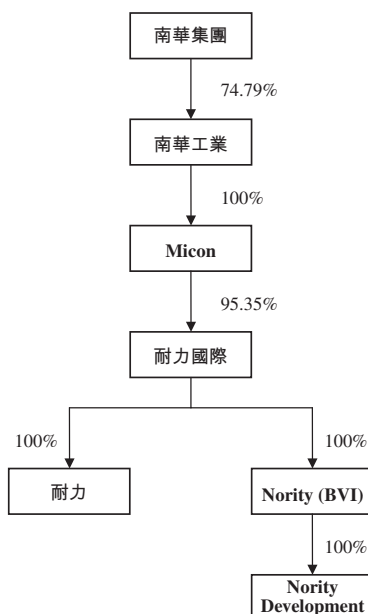 南華集團
74.79%
南華工業
100%
Micon
95.35%
耐力國際
100%
100%
耐力
Nority (BVI)
100%
Nority
Development